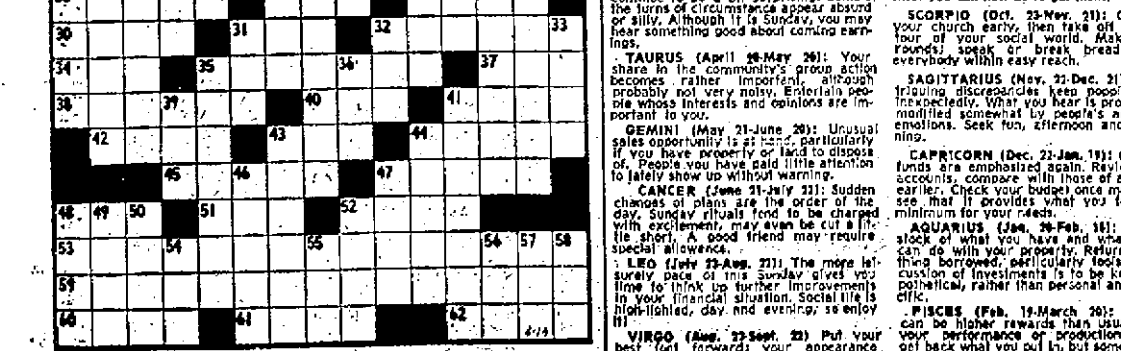 30 31 32 33
34 35 36 37
38 39 40 41
42 43 44
45 46 47
48 49 50 51 52
53 54 55 56 57 58
59
60 61 62
the turns of circumstance appear absurd
or silly. Although it is Sunday, you may
hear something good about coming earn-
ings.
TAURUS (April 20-May 20): Your
share in the community's group action
becomes rather important, although
probably not very noisy. Entertain peo-
ple whose interests and opinions are im-
portant to you.
GEMINI (May 21-June 20): Unusual
sales opportunity is at hand, particularly
if you have property or land to dispose
of. People you have paid little attention
to lately show up without warning.
CANCER (June 21-July 22): Sudden
changes of plans are the order of the
day. Sunday rituals tend to be charged
with excitement, may even be cut a lit-
tle short. A good friend may require
special allowance.
LEO (July 23-Aug. 22): The more lei-
surely pace of this Sunday gives you
time to think up further improvements
in your financial situation. Social life is
high-lighted, day and evening, so enjoy
it!
VIRGO (Aug. 23-Sept. 22) Put your
best foot forward; your appearance
SCORPIO (Oct. 23-Nov. 21):
your church early, then take off
tour of your social world. Mak
rounds; speak or break bread
everybody within easy reach.
SAGITTARIUS (Nov. 22-Dec. 21)
triguing discrepancies keep poppi
inexpectedly. What you hear is pro
modified somewhat by people's a
emotions. Seek fun, afternoon and
ning.
CAPRICORN (Dec. 22-Jan. 19):
funds are emphasized again. Revi
accounts, compare with those of a
earlier. Check your budget once m
see that it provides what you
minimum for your needs.
AQUARIUS (Jan. 20-Feb. 18):
stock of what you have and wha
can do with your property. Retur
thing borrowed, particularly tools
cussion of investments is to be k
pothetical, rather than personal an
cific.
PISCES (Feb. 19-March 20):
can be higher rewards than usu
your performance or production
get back what you put in, but some